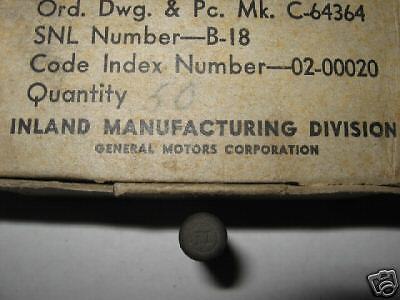 Ord. Dwg. & Pc. Mk. C-64364
SNL Number—B-18
Code Index Number—02-00020
Quantity 50
INLAND MANUFACTURING DIVISION
GENERAL MOTORS CORPORATION